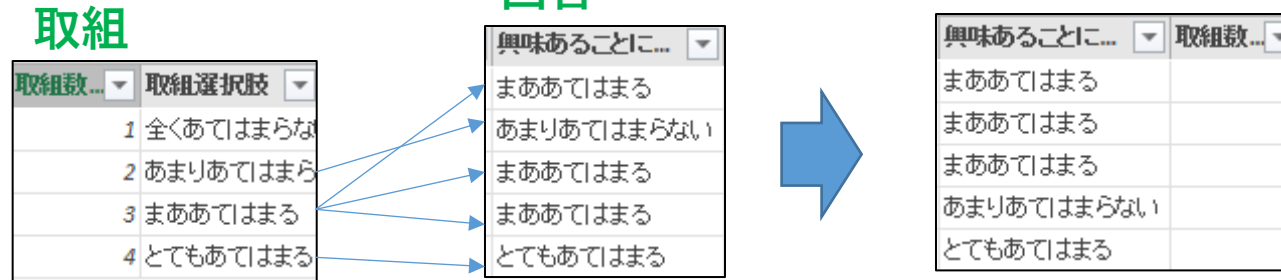 取組
取組数...
取組選択肢
1 全くあてはまらな
2 あまりあてはまら
3 まああてはまる
4 とてもあてはまる
興味あることに...
まああてはまる
あまりあてはまらない
まああてはまる
まああてはまる
とてもあてはまる
興味あることに...
取組数...
まああてはまる
まああてはまる
まああてはまる
あまりあてはまらない
とてもあてはまる